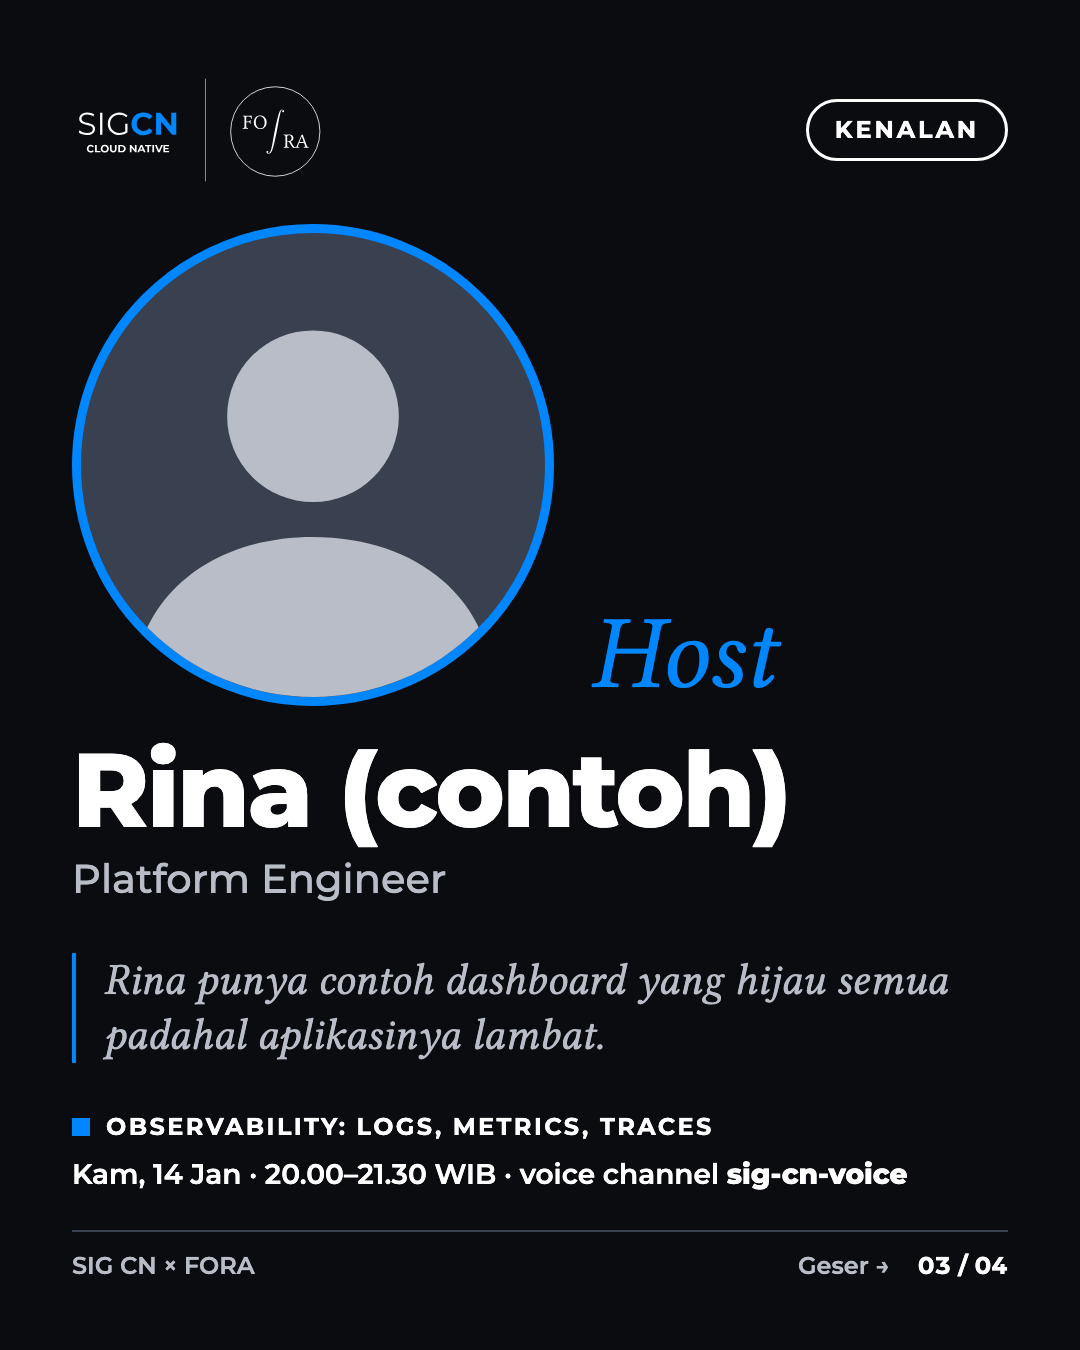 SIGCN
CLOUD NATIVE
FO RA
KENALAN
Host
Rina (contoh)
Platform Engineer
Rina punya contoh dashboard yang hijau semua
padahal aplikasinya lambat.
OBSERVABILITY: LOGS, METRICS, TRACES
Kam, 14 Jan · 20.00–21.30 WIB · voice channel sig-cn-voice
SIG CN × FORA
Geser → 03 / 04